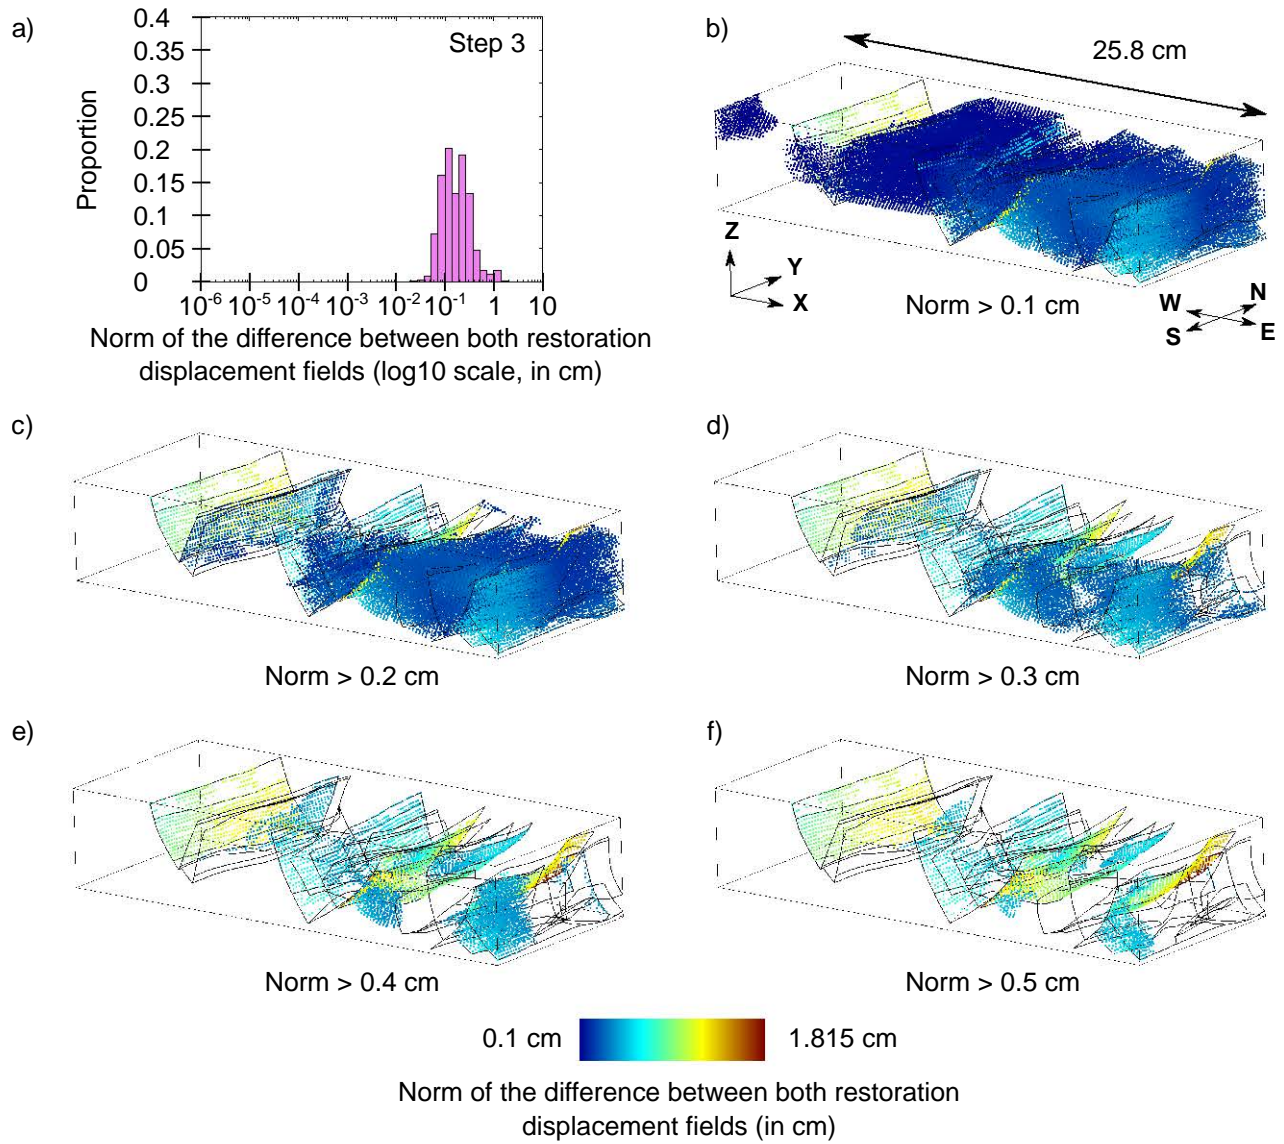 a)
0.4
0.35
0.3
0.25
0.2
0.15
0.1
0.05
0
Proportion
Step 3
10-6 10-5 10-4 10-3 10-2 10-1 1 10
Norm of the difference between both restoration
displacement fields (log10 scale, in cm)
b)
25.8 cm
Z
Y
X
Norm > 0.1 cm
N
W
S
E
c)
Norm > 0.2 cm
d)
Norm > 0.3 cm
e)
Norm > 0.4 cm
f)
Norm > 0.5 cm
0.1 cm
1.815 cm
Norm of the difference between both restoration
displacement fields (in cm)